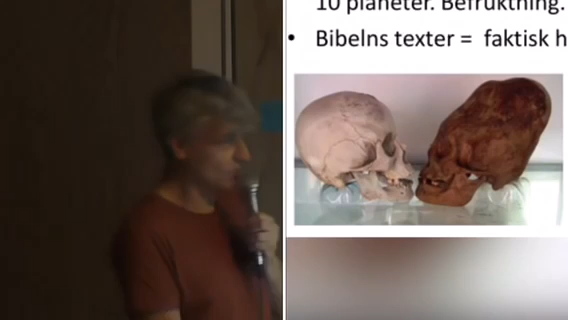 10 planeter. Befruktning.
• Bibelns texter = faktisk h